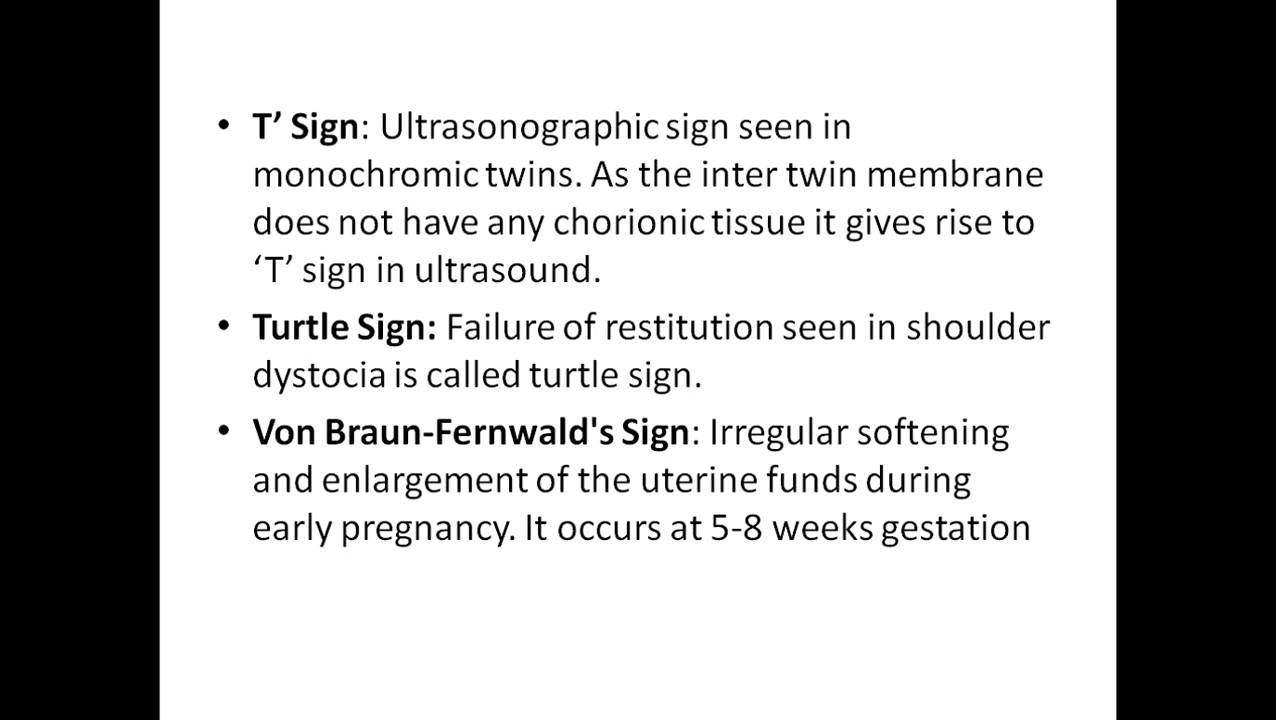 • T’ Sign: Ultrasonographic sign seen in
monochromic twins. As the inter twin membrane
does not have any chorionic tissue it gives rise to
‘T’ sign in ultrasound.
• Turtle Sign: Failure of restitution seen in shoulder
dystocia is called turtle sign.
• Von Braun-Fernwald's Sign: Irregular softening
and enlargement of the uterine funds during
early pregnancy. It occurs at 5-8 weeks gestation